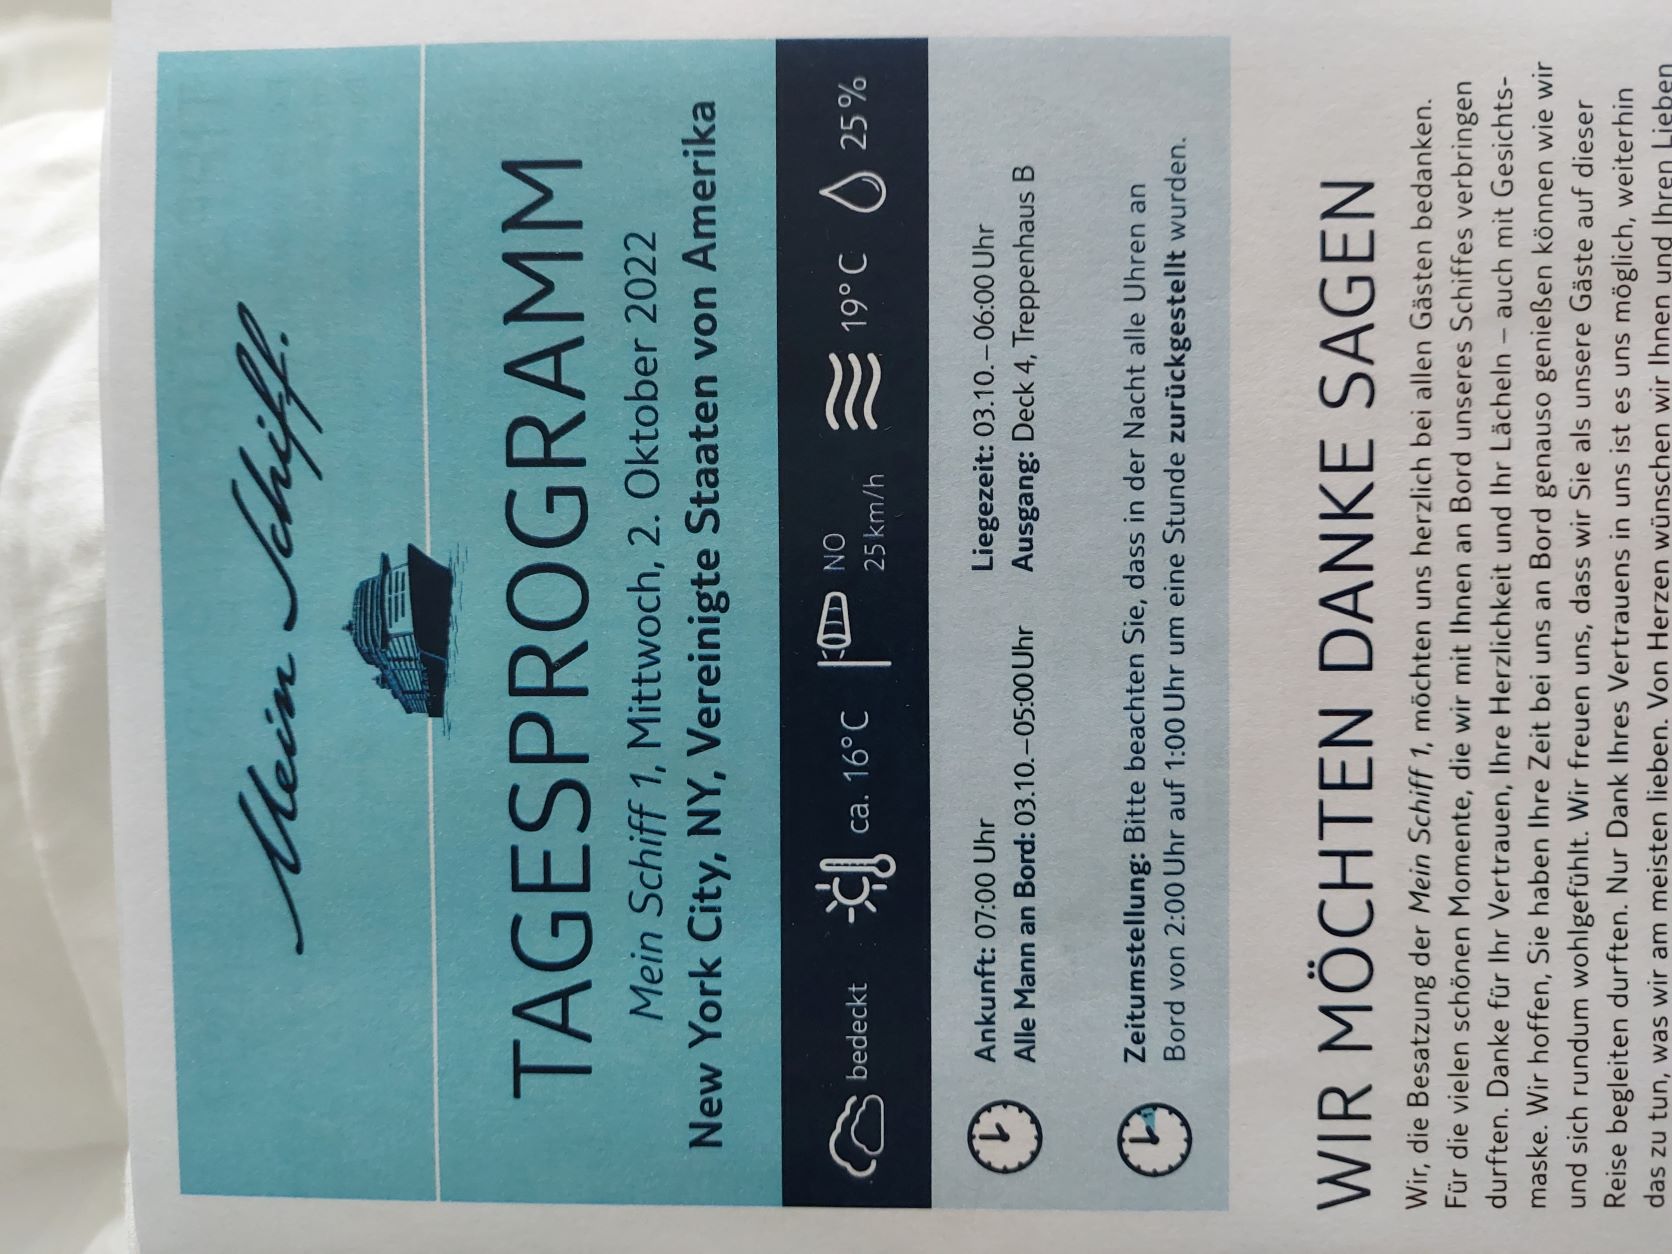 Mein Schiff.
TAGESPROGRAMM
Mein Schiff 1, Mittwoch, 2. Oktober 2022
New York City, NY, Vereinigte Staaten von Amerika
bedeckt ca. 16°C NO 25 km/h 19°C 25%
Ankunft: 07:00 Uhr Liegezeit: 03.10. – 06:00 Uhr
Alle Mann an Bord: 03.10.–05:00Uhr Ausgang: Deck 4, Treppenhaus B
Zeitumstellung: Bitte beachten Sie, dass in der Nacht alle Uhren an
Bord von 2:00 Uhr auf 1:00 Uhr um eine Stunde zurückgestellt wurden.
WIR MÖCHTEN DANKE SAGEN
Wir, die Besatzung der Mein Schiff 1, möchten uns herzlich bei allen Gästen bedanken.
Für die vielen schönen Momente, die wir mit Ihnen an Bord unseres Schiffes verbringen
durften. Danke für Ihr Vertrauen, Ihre Herzlichkeit und Ihr Lächeln – auch mit Gesichts-
maske. Wir hoffen, Sie haben Ihre Zeit bei uns an Bord genauso genießen können wie wir
und sich rundum wohlgefühlt. Wir freuen uns, dass wir Sie als unsere Gäste auf dieser
Reise begleiten durften. Nur Dank Ihres Vertrauens in uns ist es uns möglich, weiterhin
das zu tun, was wir am meisten lieben. Von Herzen wünschen wir Ihnen und Ihren Lieben